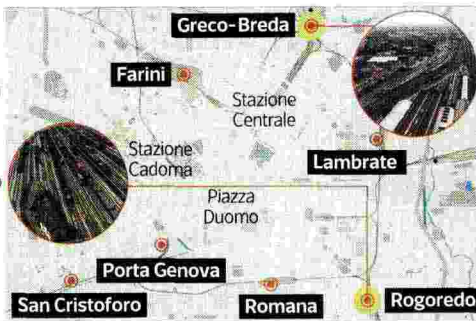 Greco-Breda
Farini
Stazione
Centrale
Stazione
Cadorna
Lambrate
Piazza
Duomo
Porta Genova
San Cristoforo
Romana
Rogoredo